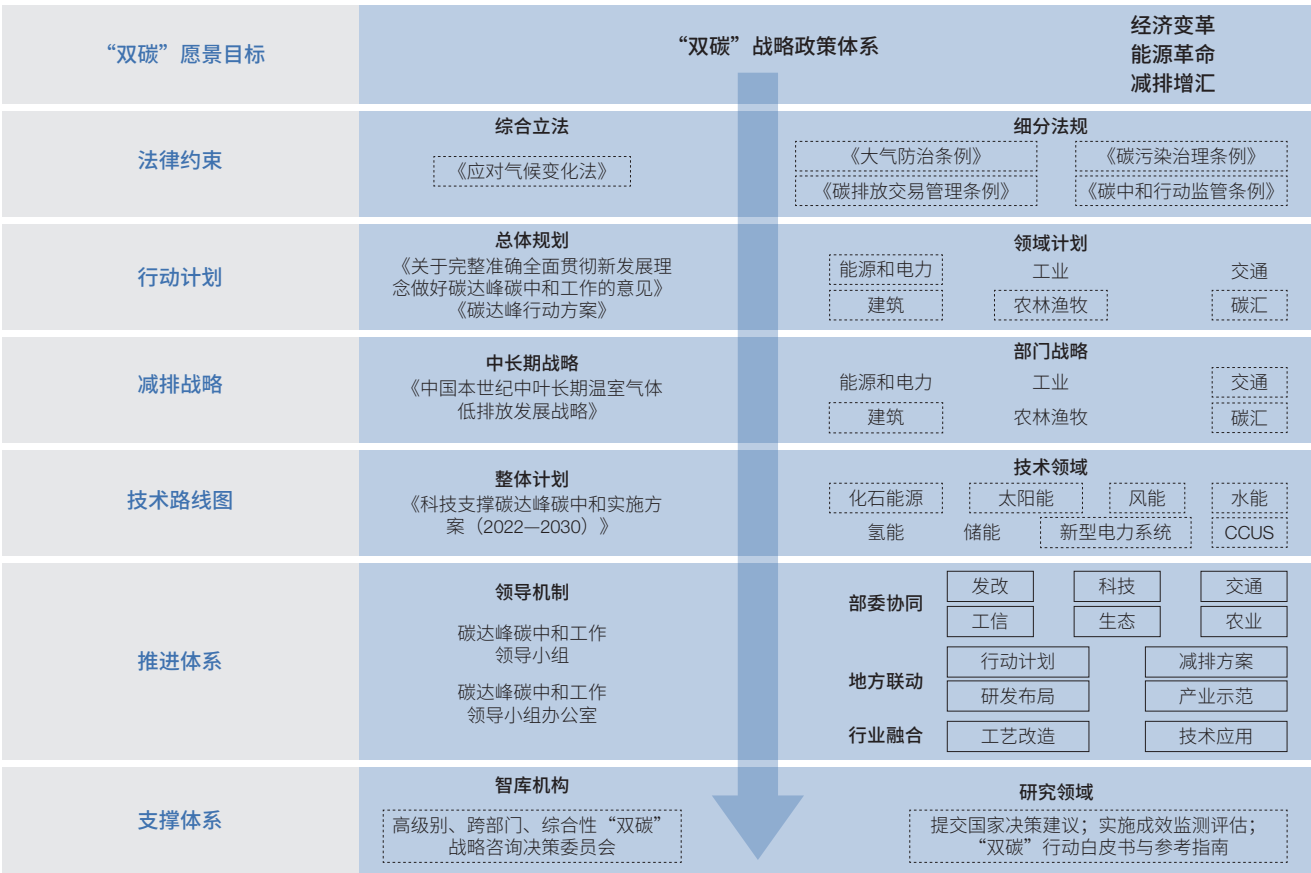 “双碳”愿景目标
“双碳”战略政策体系
经济变革
能源革命
减排增汇
法律约束
综合立法
《应对气候变化法》
细分法规
《大气防治条例》
《碳污染治理条例》
《碳排放交易管理条例》
《碳中和行动监管条例》
行动计划
总体规划
《关于完整准确全面贯彻新发展理
念做好碳达峰碳中和工作的意见》
《碳达峰行动方案》
领域计划
能源和电力
工业
交通
建筑
农林渔牧
碳汇
减排战略
中长期战略
《中国本世纪中叶长期温室气体
低排放发展战略》
部门战略
能源和电力
工业
交通
建筑
农林渔牧
碳汇
技术路线图
整体计划
《科技支撑碳达峰碳中和实施方
案（2022—2030）》
技术领域
化石能源
太阳能
风能
水能
氢能
储能
新型电力系统
CCUS
推进体系
领导机制
碳达峰碳中和工作
领导小组
碳达峰碳中和工作
领导小组办公室
部委协同
发改
科技
交通
工信
生态
农业
地方联动
行动计划
减排方案
研发布局
产业示范
行业融合
工艺改造
技术应用
支撑体系
智库机构
高级别、跨部门、综合性“双碳”
战略咨询决策委员会
研究领域
提交国家决策建议；实施成效监测评估；
“双碳”行动白皮书与参考指南